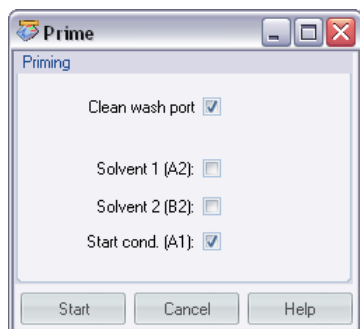 Prime
Priming
Clean wash port
Solvent 1 (A2):
Solvent 2 (B2):
Start cond. (A1):
Start Cancel Help